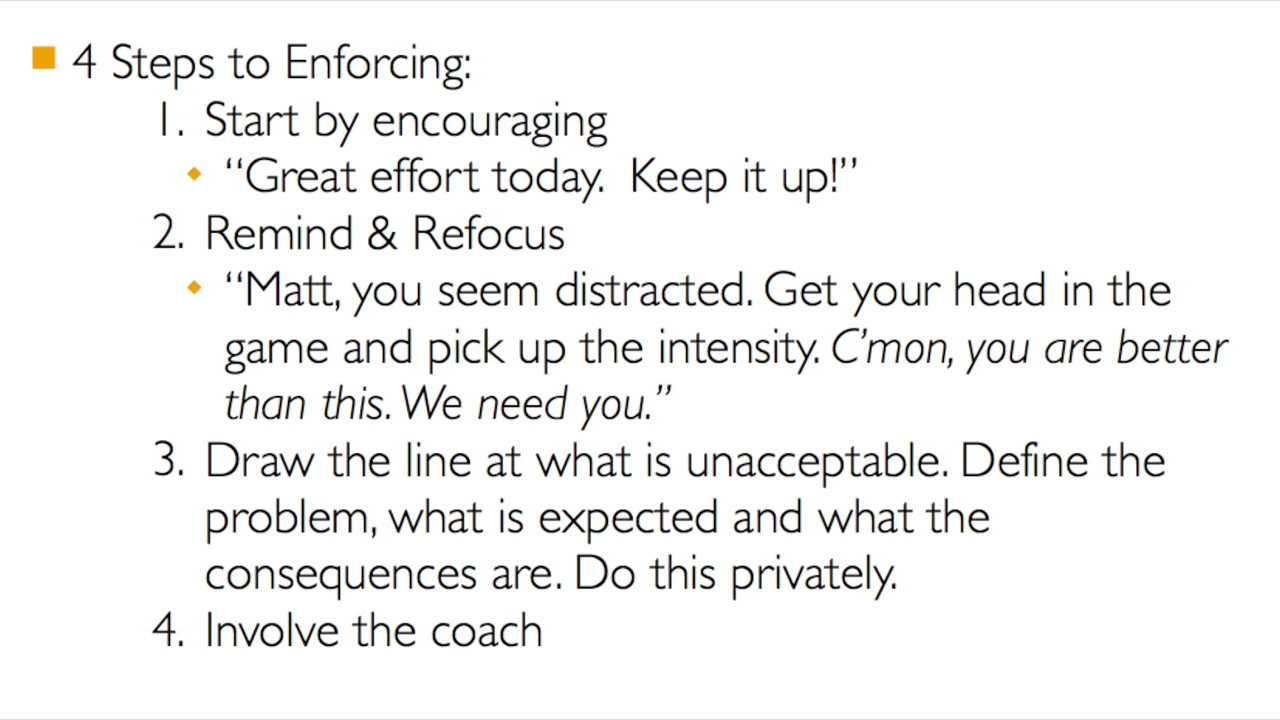 4 Steps to Enforcing:
1. Start by encouraging
“Great effort today.  Keep it up!”
2. Remind & Refocus
“Matt, you seem distracted. Get your head in the
game and pick up the intensity. C’mon, you are better
than this. We need you.”
3. Draw the line at what is unacceptable. Define the
problem, what is expected and what the
consequences are. Do this privately.
4. Involve the coach